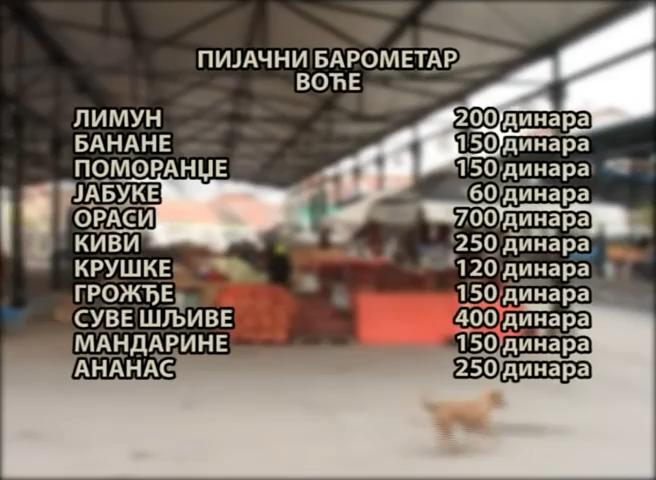 ПИЈАЧНИ БАРОМЕТАР
ВОЋЕ
ЛИМУН 200 динара
БАНАНЕ 150 динара
ПОМОРАНЏЕ 150 динара
ЈАБУКЕ 60 динара
ОРАСИ 700 динара
КИВИ 250 динара
КРУШКЕ 120 динара
ГРОЖЂЕ 150 динара
СУВЕ ШЉИВЕ 400 динара
МАНДАРИНЕ 150 динара
АНАНАС 250 динара